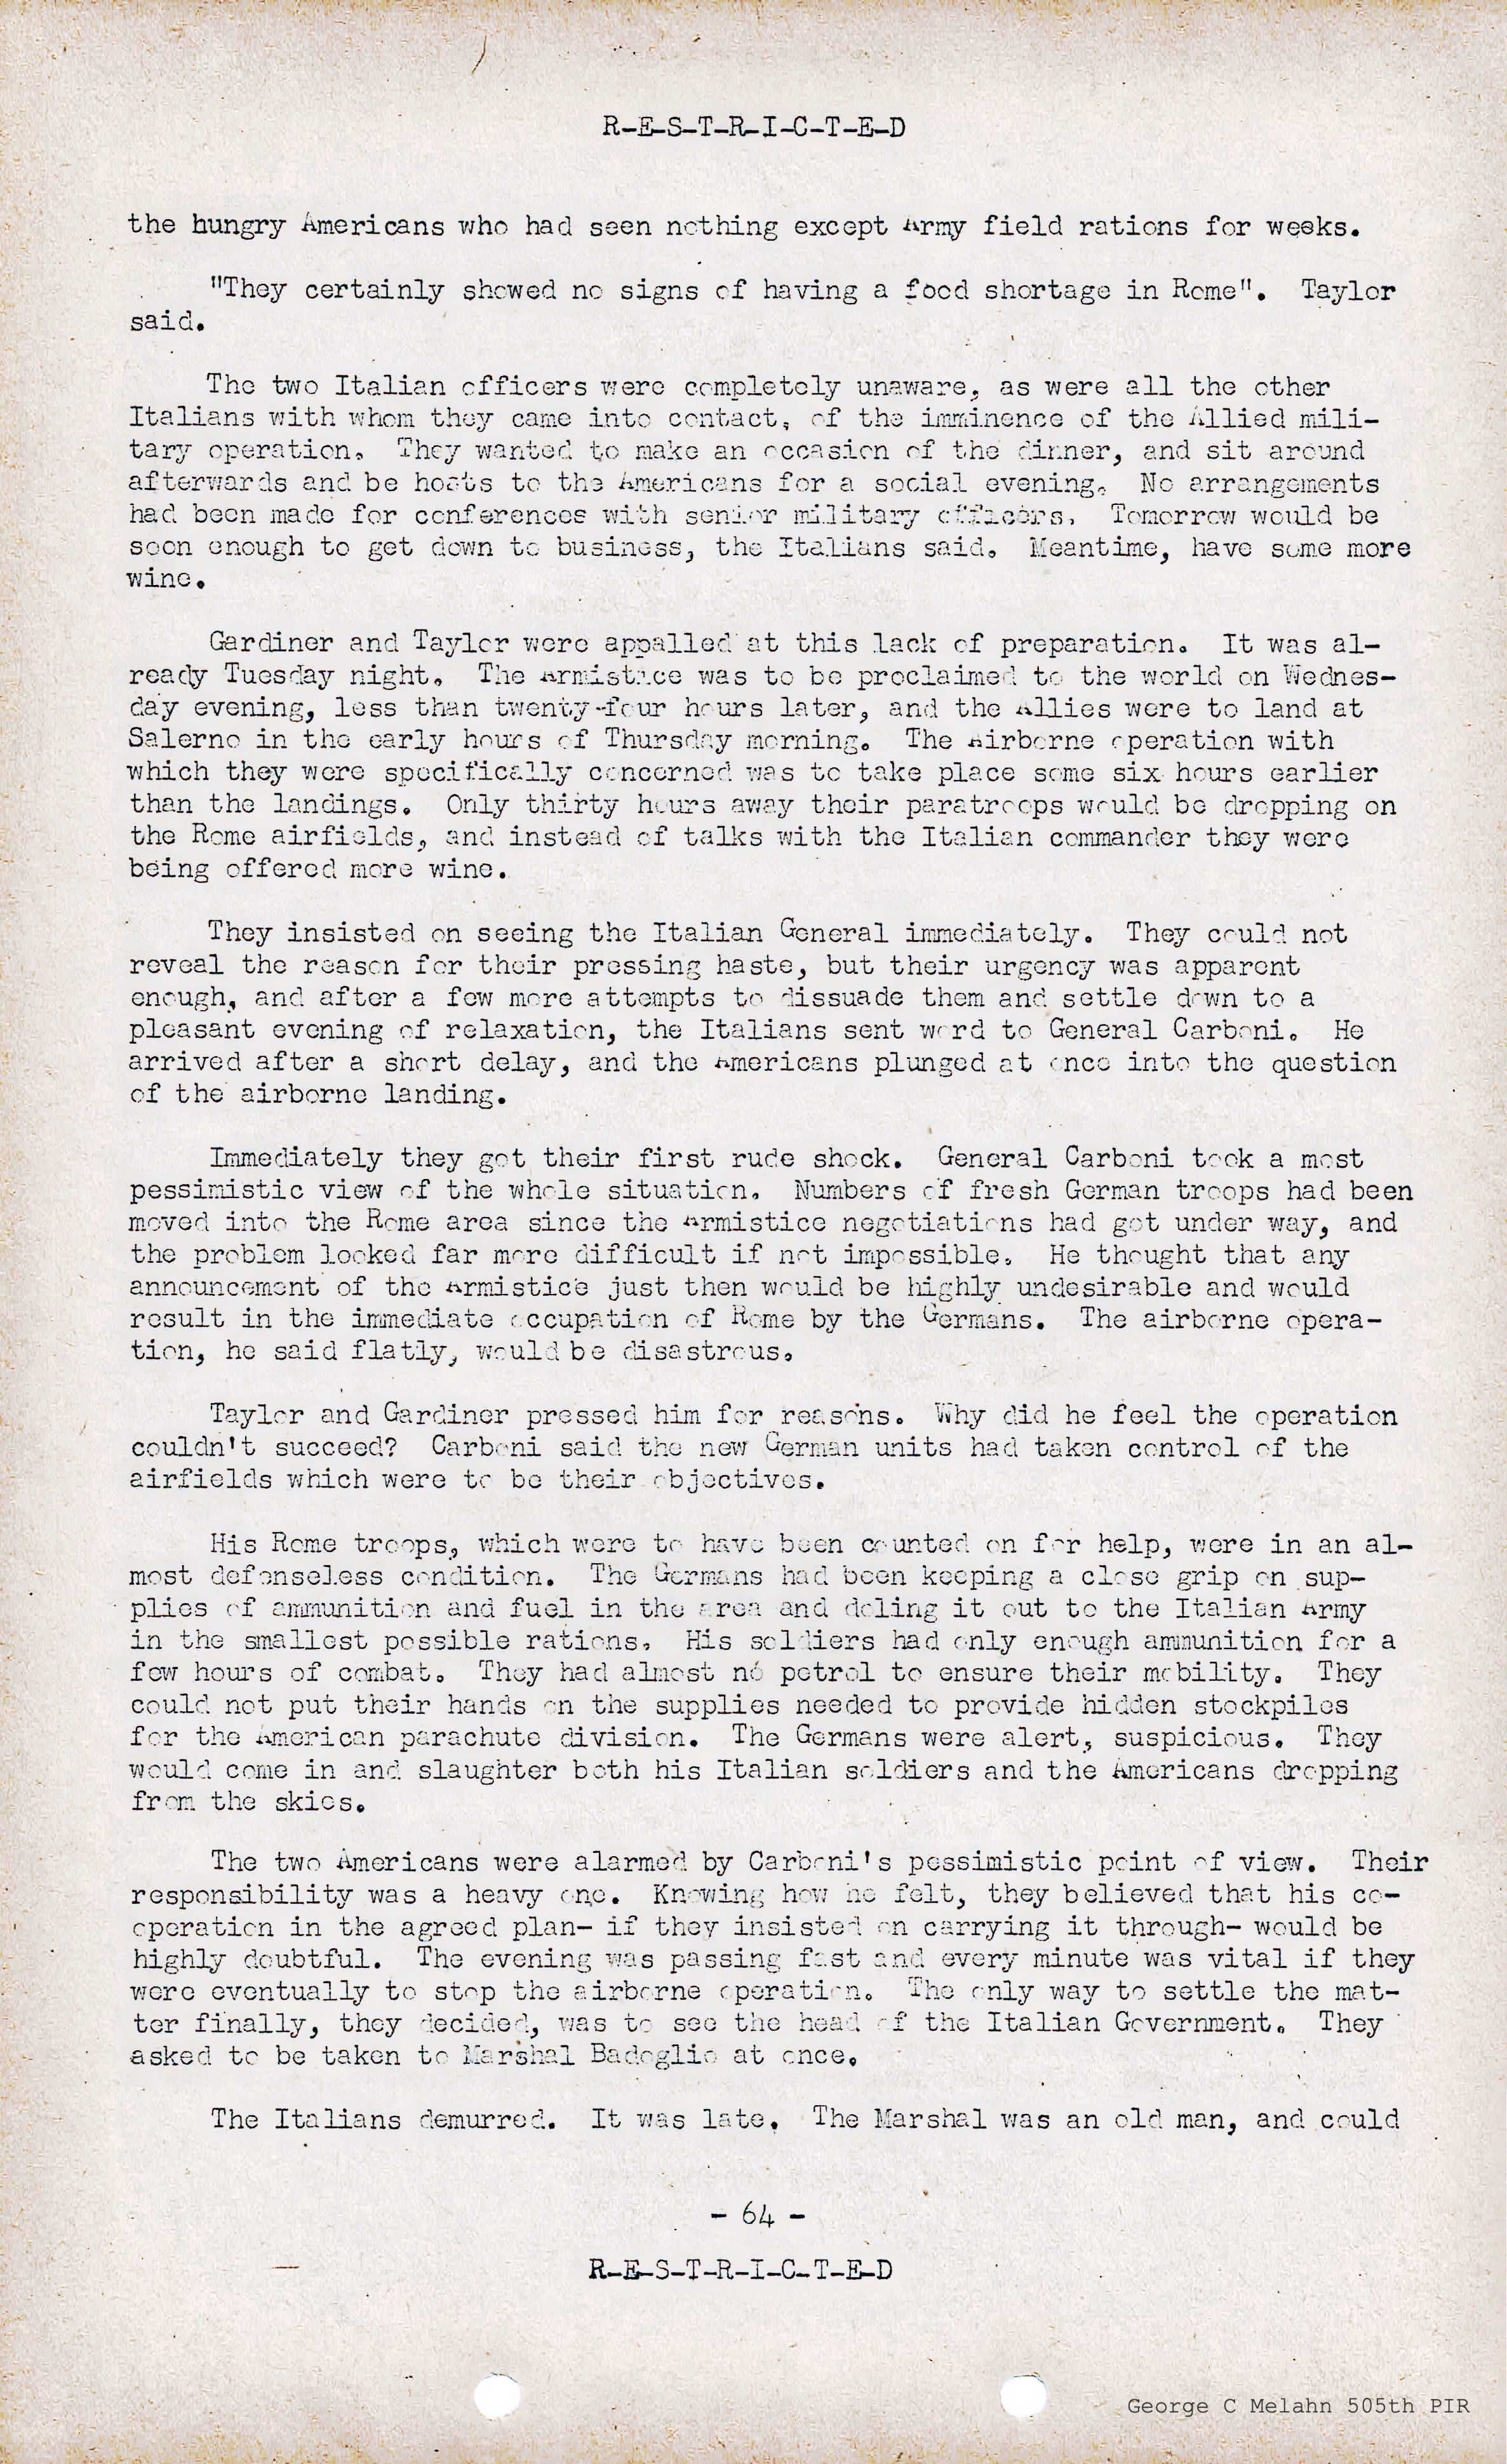 R-E-S-T-R-I-C-T-E-D
the hungry Americans who had seen nothing except Army field rations for weeks.
"They certainly showed no signs of having a food shortage in Rome". Taylor
said.
The two Italian officers were completely unaware, as were all the other
Italians with whom they came into contact, of the imminence of the Allied mili-
tary operation. They wanted to make an occasion of the dinner, and sit around
afterwards and be hosts to the Americans for a social evening. No arrangements
had been made for conferences with senior military officers. Tomorrow would be
soon enough to get down to business, the Italians said. Meantime, have some more
wine.
Gardiner and Taylor were appalled at this lack of preparation. It was al-
ready Tuesday night. The Armistice was to be proclaimed to the world on Wednes-
day evening, less than twenty-four hours later, and the Allies were to land at
Salerno in the early hours of Thursday morning. The Airborne operation with
which they were specifically concerned was to take place some six hours earlier
than the landings. Only thirty hours away their paratroops would be dropping on
the Rome airfields, and instead of talks with the Italian commander they were
being offered more wine.
They insisted on seeing the Italian General immediately. They could not
reveal the reason for their pressing haste, but their urgency was apparent
enough, and after a few more attempts to dissuade them and settle down to a
pleasant evening of relaxation, the Italians sent word to General Carboni. He
arrived after a short delay, and the Americans plunged at once into the question
of the airborne landing.
Immediately they got their first rude shock. General Carboni took a most
pessimistic view of the whole situation. Numbers of fresh German troops had been
moved into the Rome area since the Armistice negotiations had got under way, and
the problem looked far more difficult if not impossible. He thought that any
announcement of the Armistice just then would be highly undesirable and would
result in the immediate occupation of Rome by the Germans. The airborne opera-
tion, he said flatly, would be disastrous.
Taylor and Gardiner pressed him for reasons. Why did he feel the operation
couldn't succeed? Carboni said the new German units had taken control of the
airfields which were to be their objectives.
His Rome troops, which were to have been counted on for help, were in an al-
most defenseless condition. The Germans had been keeping a close grip on sup-
plies of ammunition and fuel in the area and doling it out to the Italian Army
in the smallest possible rations. His soldiers had only enough ammunition for a
few hours of combat. They had almost no petrol to ensure their mobility. They
could not put their hands on the supplies needed to provide hidden stockpiles
for the American parachute division. The Germans were alert, suspicious. They
would come in and slaughter both his Italian soldiers and the Americans dropping
from the skies.
The two Americans were alarmed by Carboni's pessimistic point of view. Their
responsibility was a heavy one. Knowing how he felt, they believed that his co-
operation in the agreed plan- if they insisted on carrying it through- would be
highly doubtful. The evening was passing fast and every minute was vital if they
were eventually to stop the airborne operation. The only way to settle the mat-
ter finally, they decided, was to see the head of the Italian Government. They
asked to be taken to Marshal Badoglio at once.
The Italians demurred. It was late. The Marshal was an old man, and could
- 64 -
R-E-S-T-R-I-C-T-E-D
George C Melahn 505th PIR